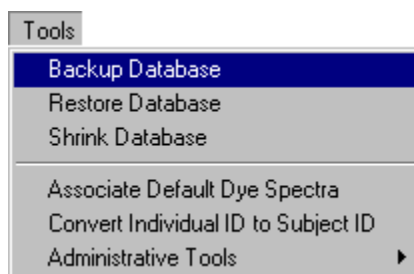 Tools
Backup Database
Restore Database
Shrink Database
Associate Default Dye Spectra
Convert Individual ID to Subject ID
Administrative Tools